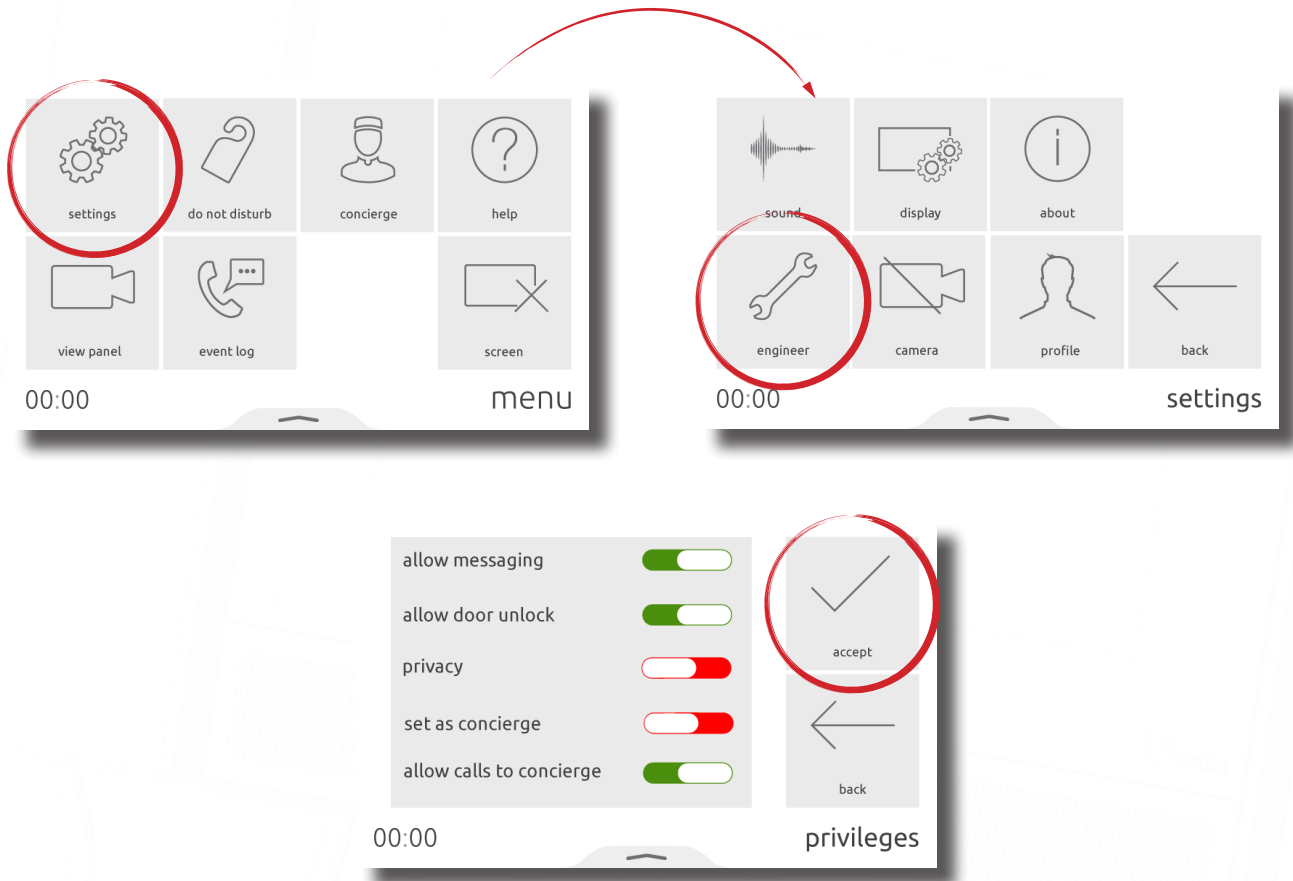 settings
do not disturb
concierge
help
view panel
event log
screen
00:00
menu
sound
display
about
engineer
camera
profile
back
00:00
settings
allow messaging
allow door unlock
privacy
set as concierge
allow calls to concierge
accept
back
00:00
privileges